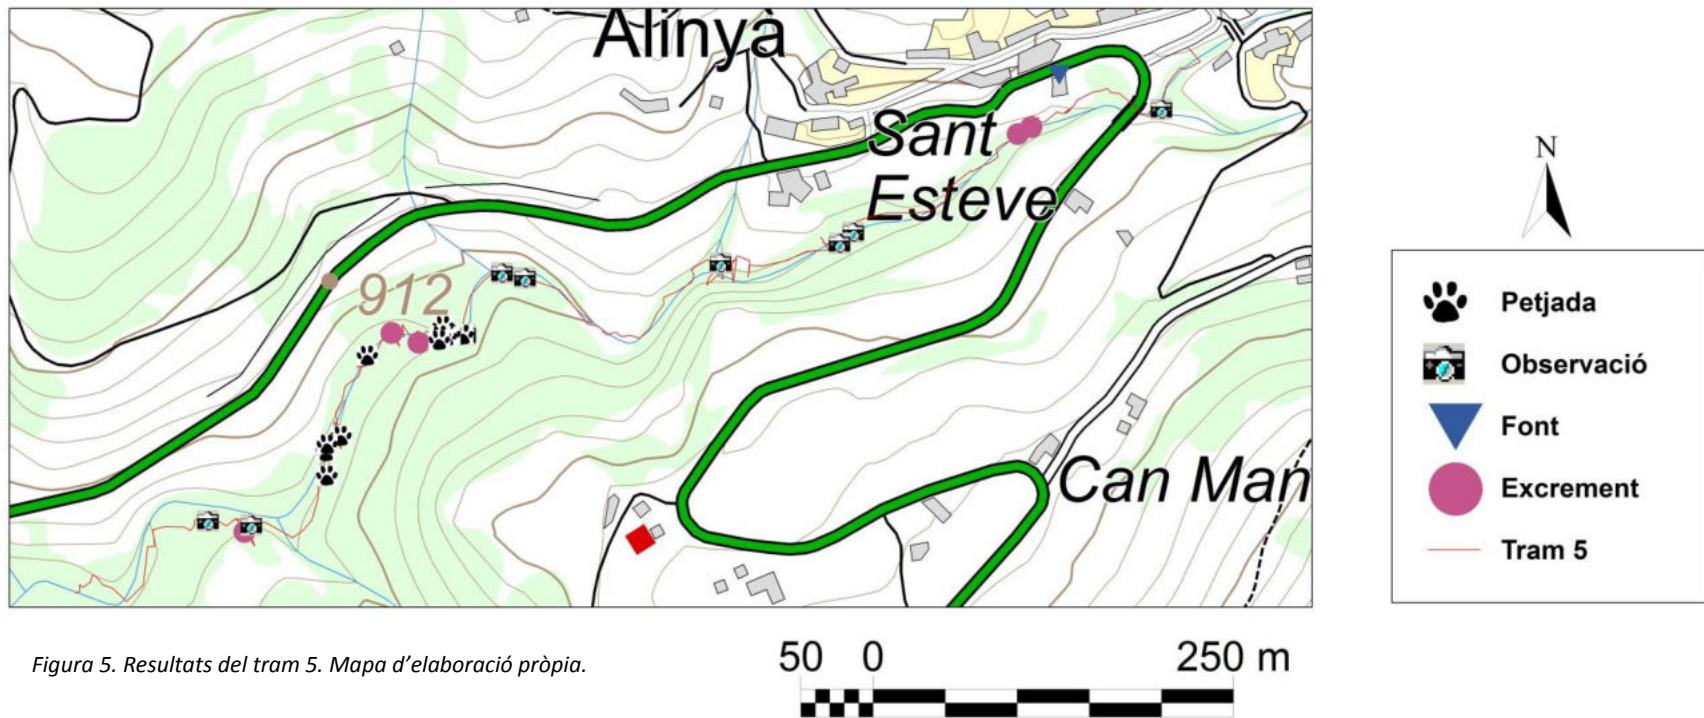 Alinyà
Sant
Esteve
912
Can Man
N
Petjada
Observació
Font
Excrement
Tram 5
Figura 5. Resultats del tram 5. Mapa d'elaboració pròpia.
50 0 250 m